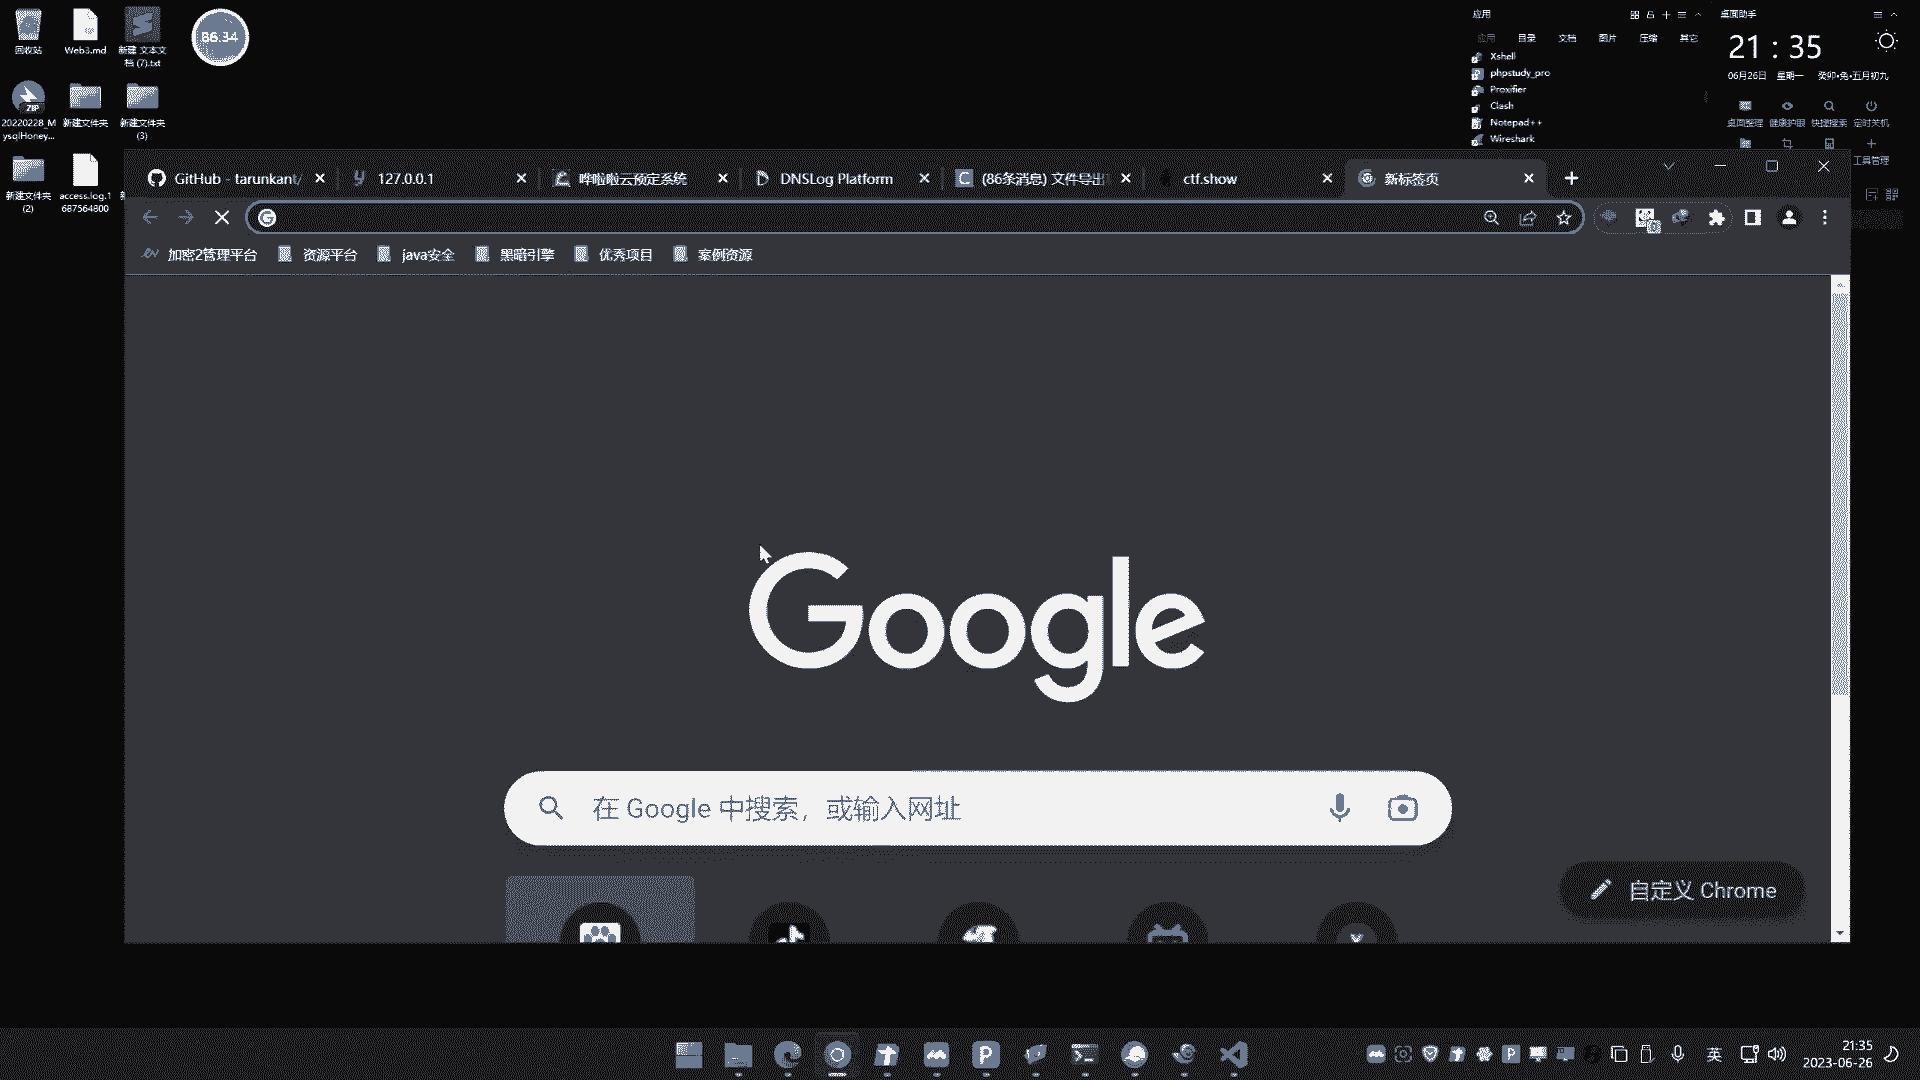 回收站
Web3.md
新建 文本文
档 (7).txt
86:34
20220228_M
ysqlHoney...
新建文件夹
新建文件夹
(3)
新建文件夹
(2)
access.log.1
687564800
应用
应用 目录 文档 图片 压缩 其它
Xshell
phpstudy_pro
Proxifier
Clash
Notepad++
Wireshark
桌面助手
21 : 35
06月26日 星期一 癸卯•兔•五月初九
桌面整理 健康护眼 快捷搜索 定时关机
工具管理
GitHub - tarunkant/
127.0.0.1
哗啦啦云预定系统
DNSLog Platform
(86条消息) 文件导出
ctf.show
新标签页
加密2管理平台 资源平台 java安全 黑暗引擎 优秀项目 案例资源
Google
在 Google 中搜索，或输入网址
自定义 Chrome
英
21:35
2023-06-26